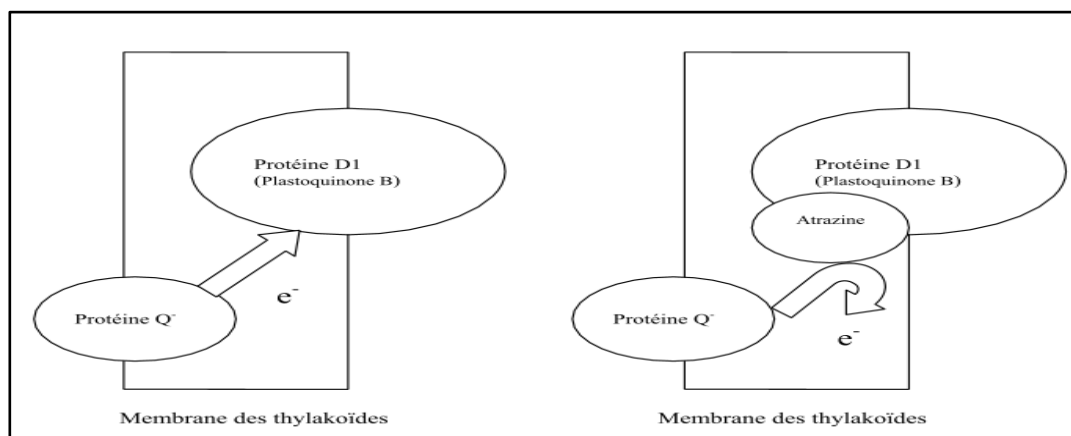 Protéine D1
(Plastoquinone B)
e-
Protéine Q-
Membrane des thylakoïdes
Protéine D1
(Plastoquinone B)
Atrazine
Protéine Q-
e-
Membrane des thylakoïdes